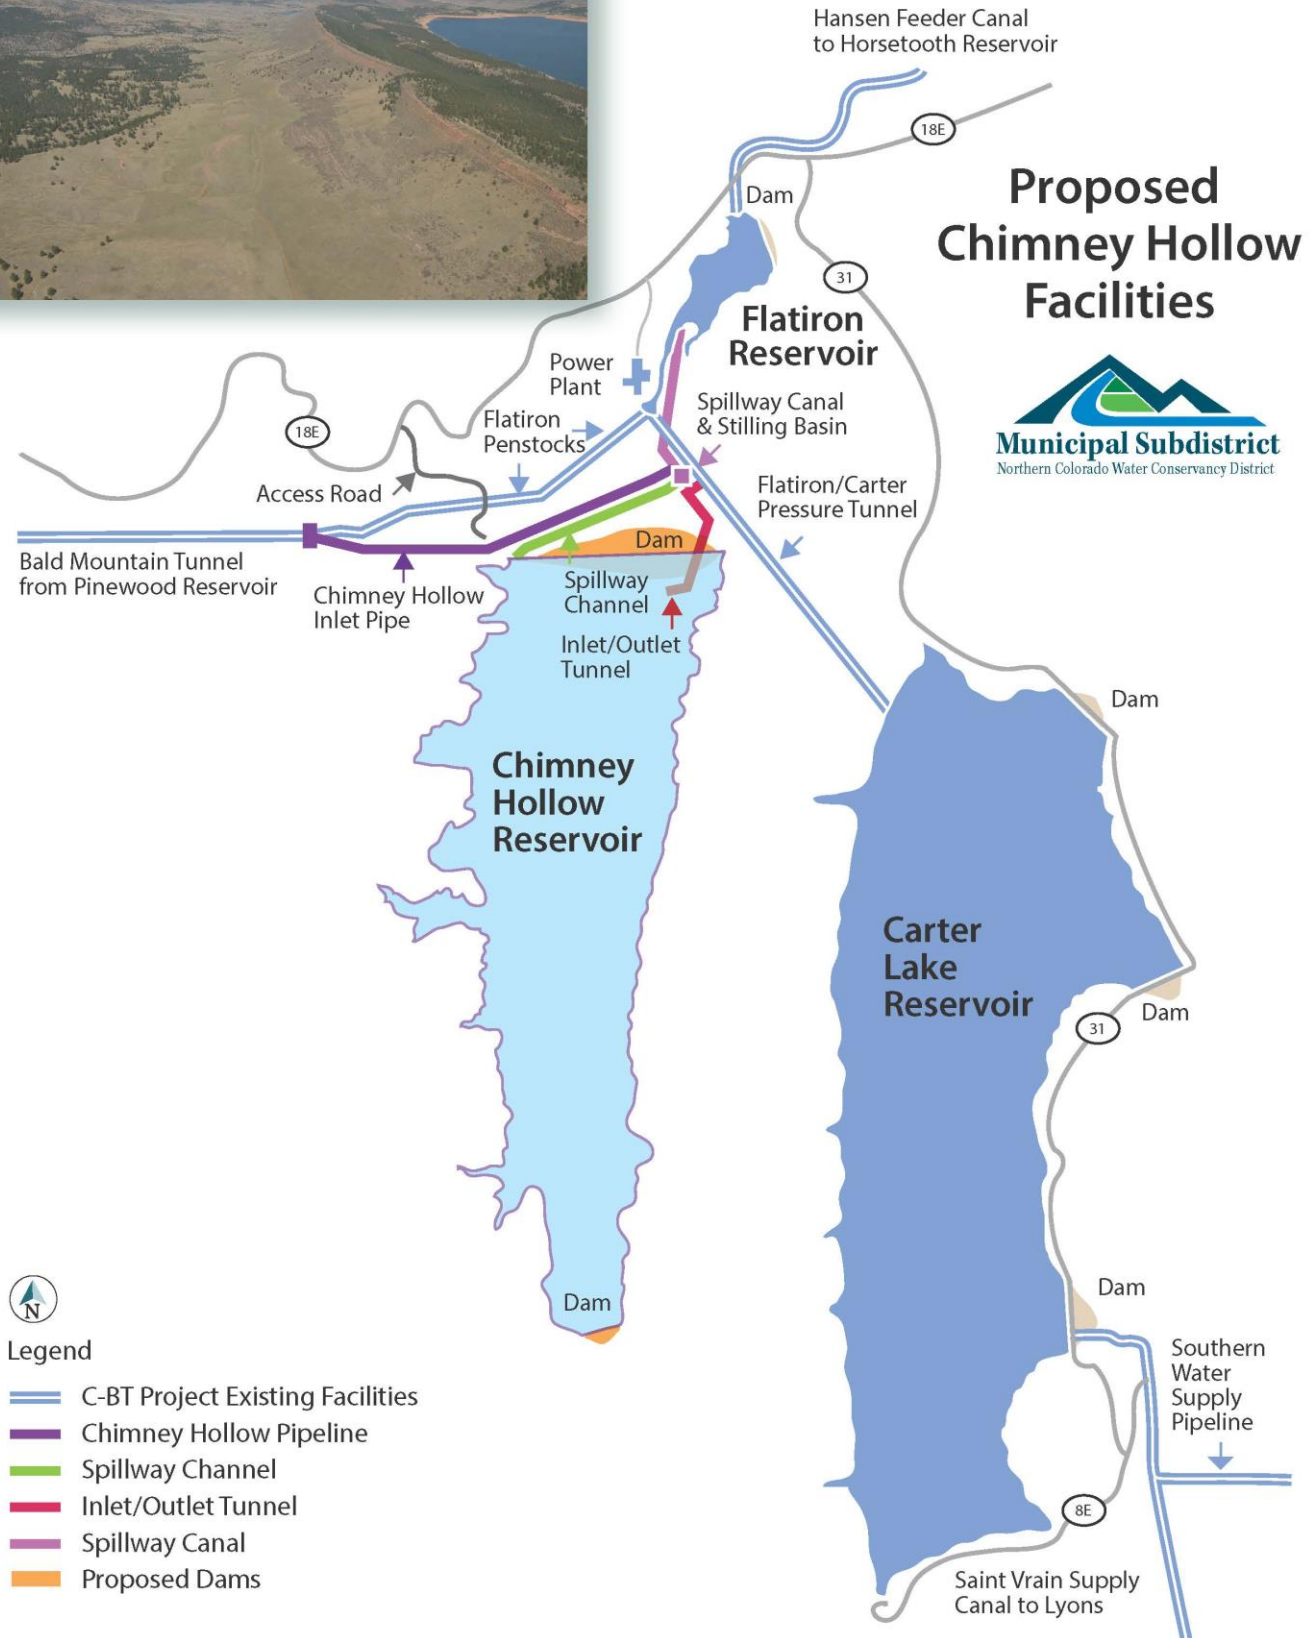 Hansen Feeder Canal
to Horsetooth Reservoir
18E
Proposed
Chimney Hollow
Facilities
Dam
31
Flatiron
Reservoir
Municipal Subdistrict
Northern Colorado Water Conservancy District
Power
Plant
Spillway Canal
& Stilling Basin
Flatiron
Penstocks
18E
Access Road
Flatiron/Carter
Pressure Tunnel
Dam
Bald Mountain Tunnel
from Pinewood Reservoir
Chimney Hollow
Inlet Pipe
Spillway
Channel
Inlet/Outlet
Tunnel
Dam
Chimney
Hollow
Reservoir
Carter
Lake
Reservoir
Dam
31
Dam
Dam
Southern
Water
Supply
Pipeline
8E
Saint Vrain Supply
Canal to Lyons
N
Legend
C-BT Project Existing Facilities
Chimney Hollow Pipeline
Spillway Channel
Inlet/Outlet Tunnel
Spillway Canal
Proposed Dams